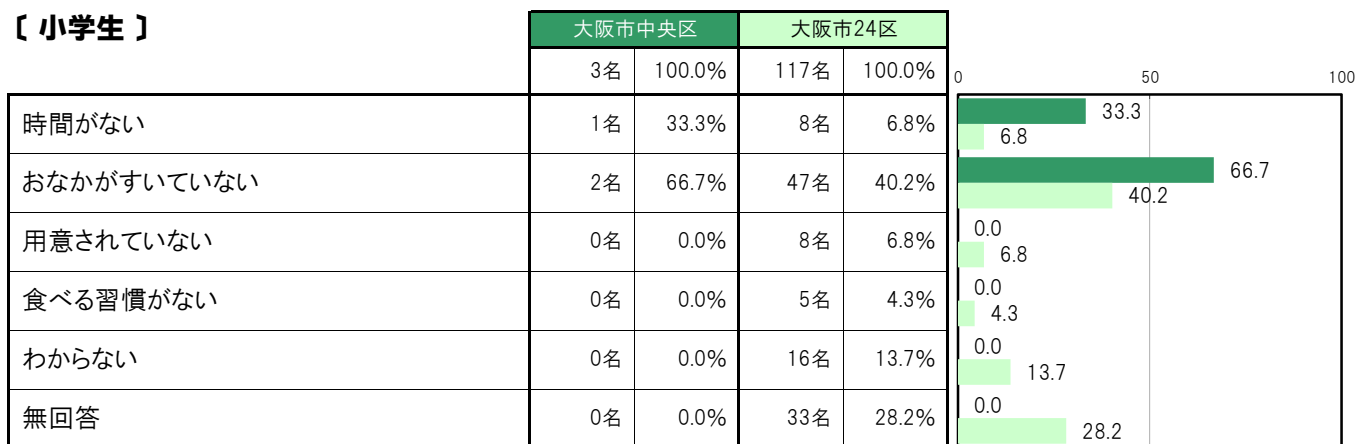 〔 小学生 〕
大阪市中央区 大阪市24区
3名 100.0% 117名 100.0%
0 50 100
時間がない 1名 33.3% 8名 6.8%
33.3
6.8
おなかがすいていない 2名 66.7% 47名 40.2%
66.7
40.2
用意されていない 0名 0.0% 8名 6.8%
0.0
6.8
食べる習慣がない 0名 0.0% 5名 4.3%
0.0
4.3
わからない 0名 0.0% 16名 13.7%
0.0
13.7
無回答 0名 0.0% 33名 28.2%
0.0
28.2